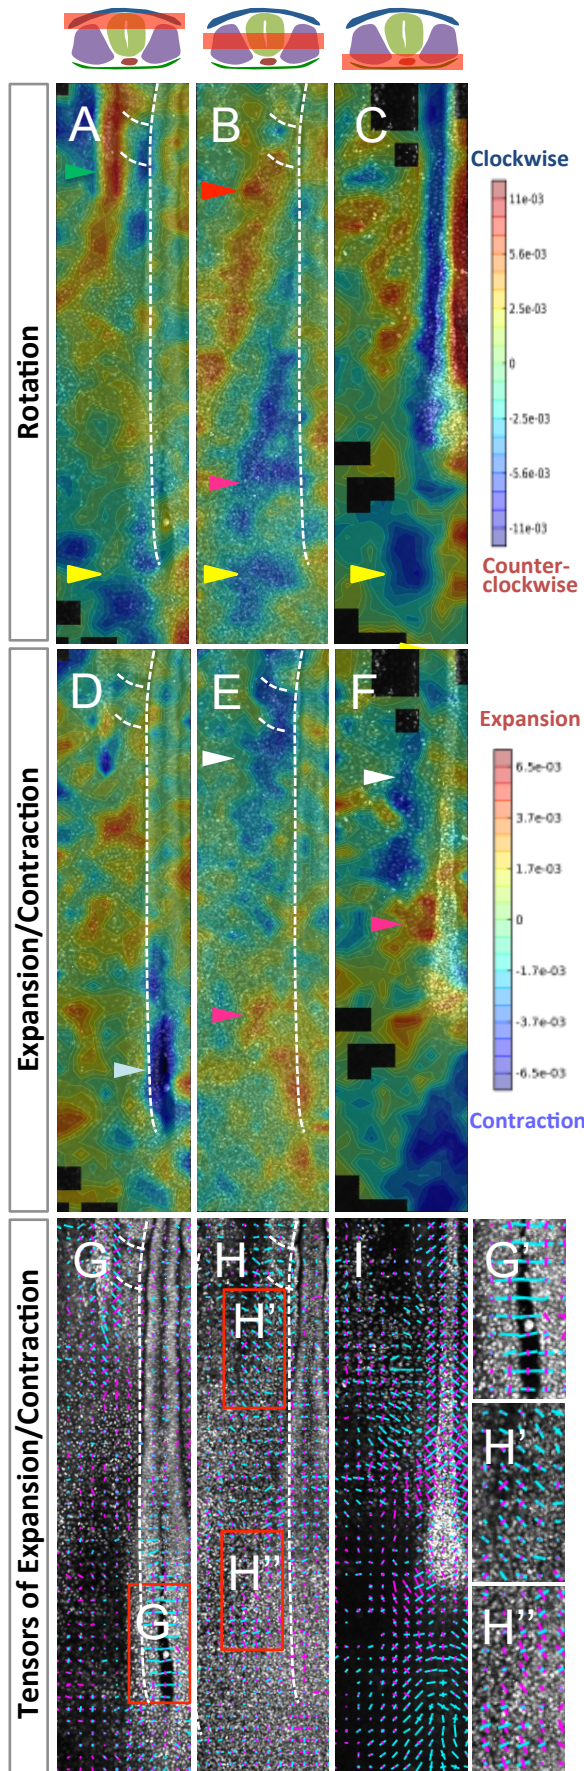 A
B
C
Rotation
Clockwise
11e-03
5.6e-03
2.5e-03
0
-2.5e-03
-5.6e-03
-11e-03
Counter-
clockwise
D
E
F
Expansion/Contraction
Expansion
6.5e-03
3.7e-03
1.7e-03
0
-1.7e-03
-3.7e-03
-6.5e-03
Contraction
G
H
I
G'
H'
H'
G'
H''
H''
Tensors of Expansion/Contraction